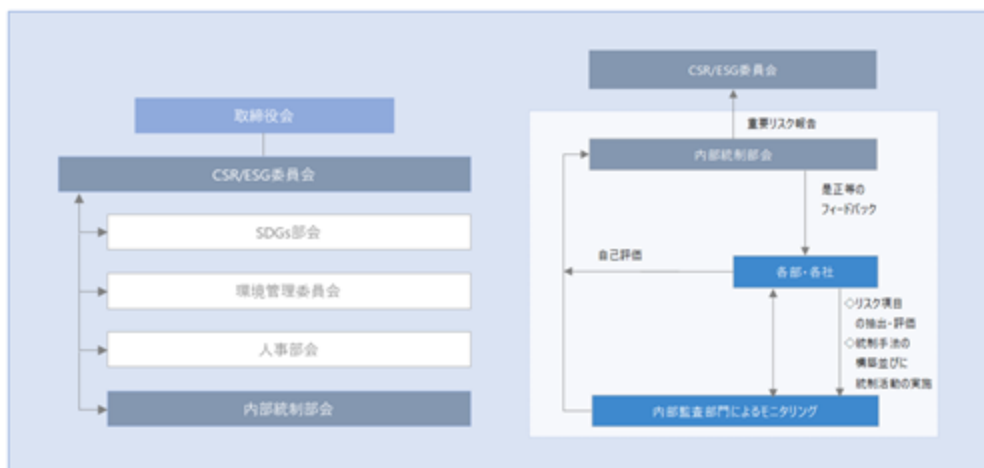 取締役会
CSR/ESG委員会
SDGs部会
環境管理委員会
人事部会
内部統制部会
CSR/ESG委員会
重要リスク報告
内部統制部会
是正等の
フィードバック
自己評価
各部・各社
◇リスク項目
の抽出・評価
◇統制手法の
構築並びに
統制活動の実施
内部監査部門によるモニタリング